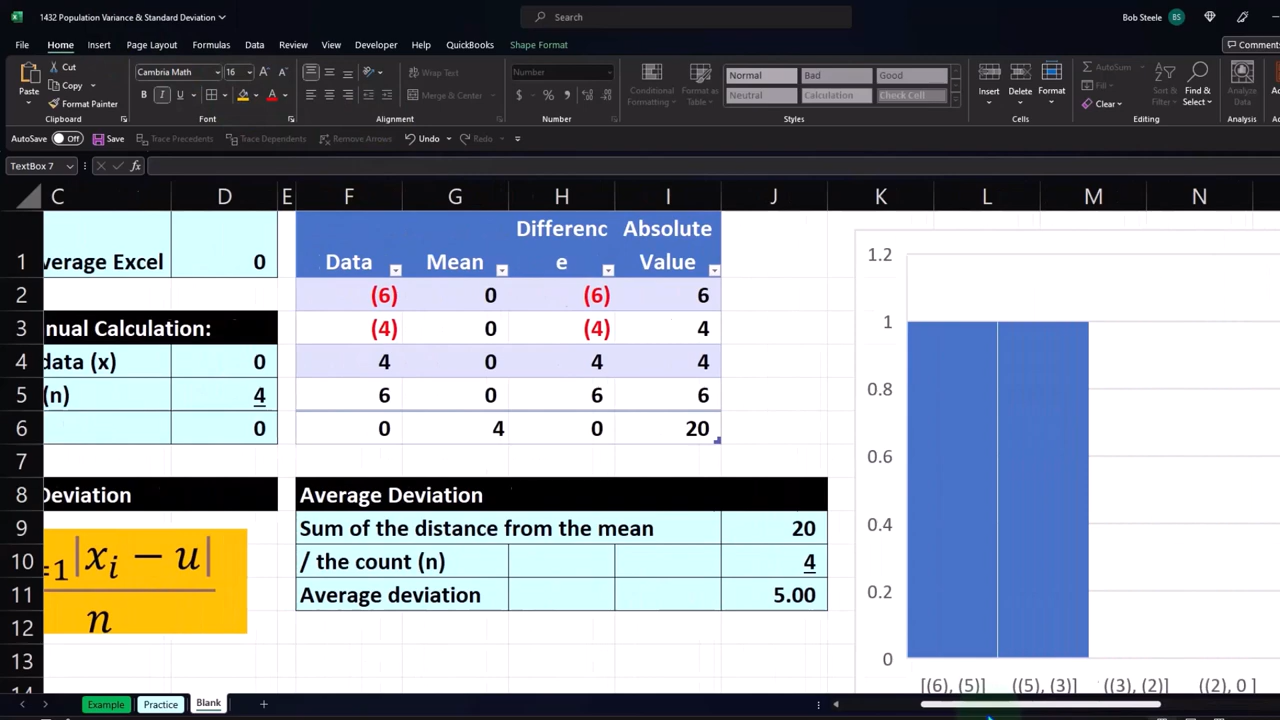 1432 Population Variance & Standard Deviation
Search
Bob Steele BS
File Home Insert Page Layout Formulas Data Review View Automate Developer Help QuickBooks Shape Format
Comments
Paste
Cut
Copy
Format Painter
Clipboard
Cambria Math 16
B I U
Font
Wrap Text
Merge & Center
Alignment
Number
$ % 9
Number
Conditional Formatting
Format as Table
Normal Bad Good
Neutral Calculation Check Cell
Styles
Insert Delete Format
Cells
AutoSum
Fill
Clear
Sort & Filter
Find & Select
Editing
Analyze Data
Analysis
AutoSave Off Save Trace Precedents Trace Dependents Remove Arrows Undo Redo
TextBox 7 fx
C D E F G H I J K L M N
1 verage Excel 0 Data Mean Differenc e Absolute Value
2 (6) 0 (6) 6
3 nual Calculation: (4) 0 (4) 4
4 data (x) 0 4 0 4 4
5 (n) 4 6 0 6 6
6 0 0 4 0 20
7
8 Deviation Average Deviation
9 Sum of the distance from the mean 20
10 / the count (n) 4
11 Average deviation 5.00
12
13
=1|xi − u|
n
1.2
1
0.8
0.6
0.4
0.2
0
[(6), (5)] ((5), (3)] ((3), (2)] ((2), 0 ]
Example Practice Blank